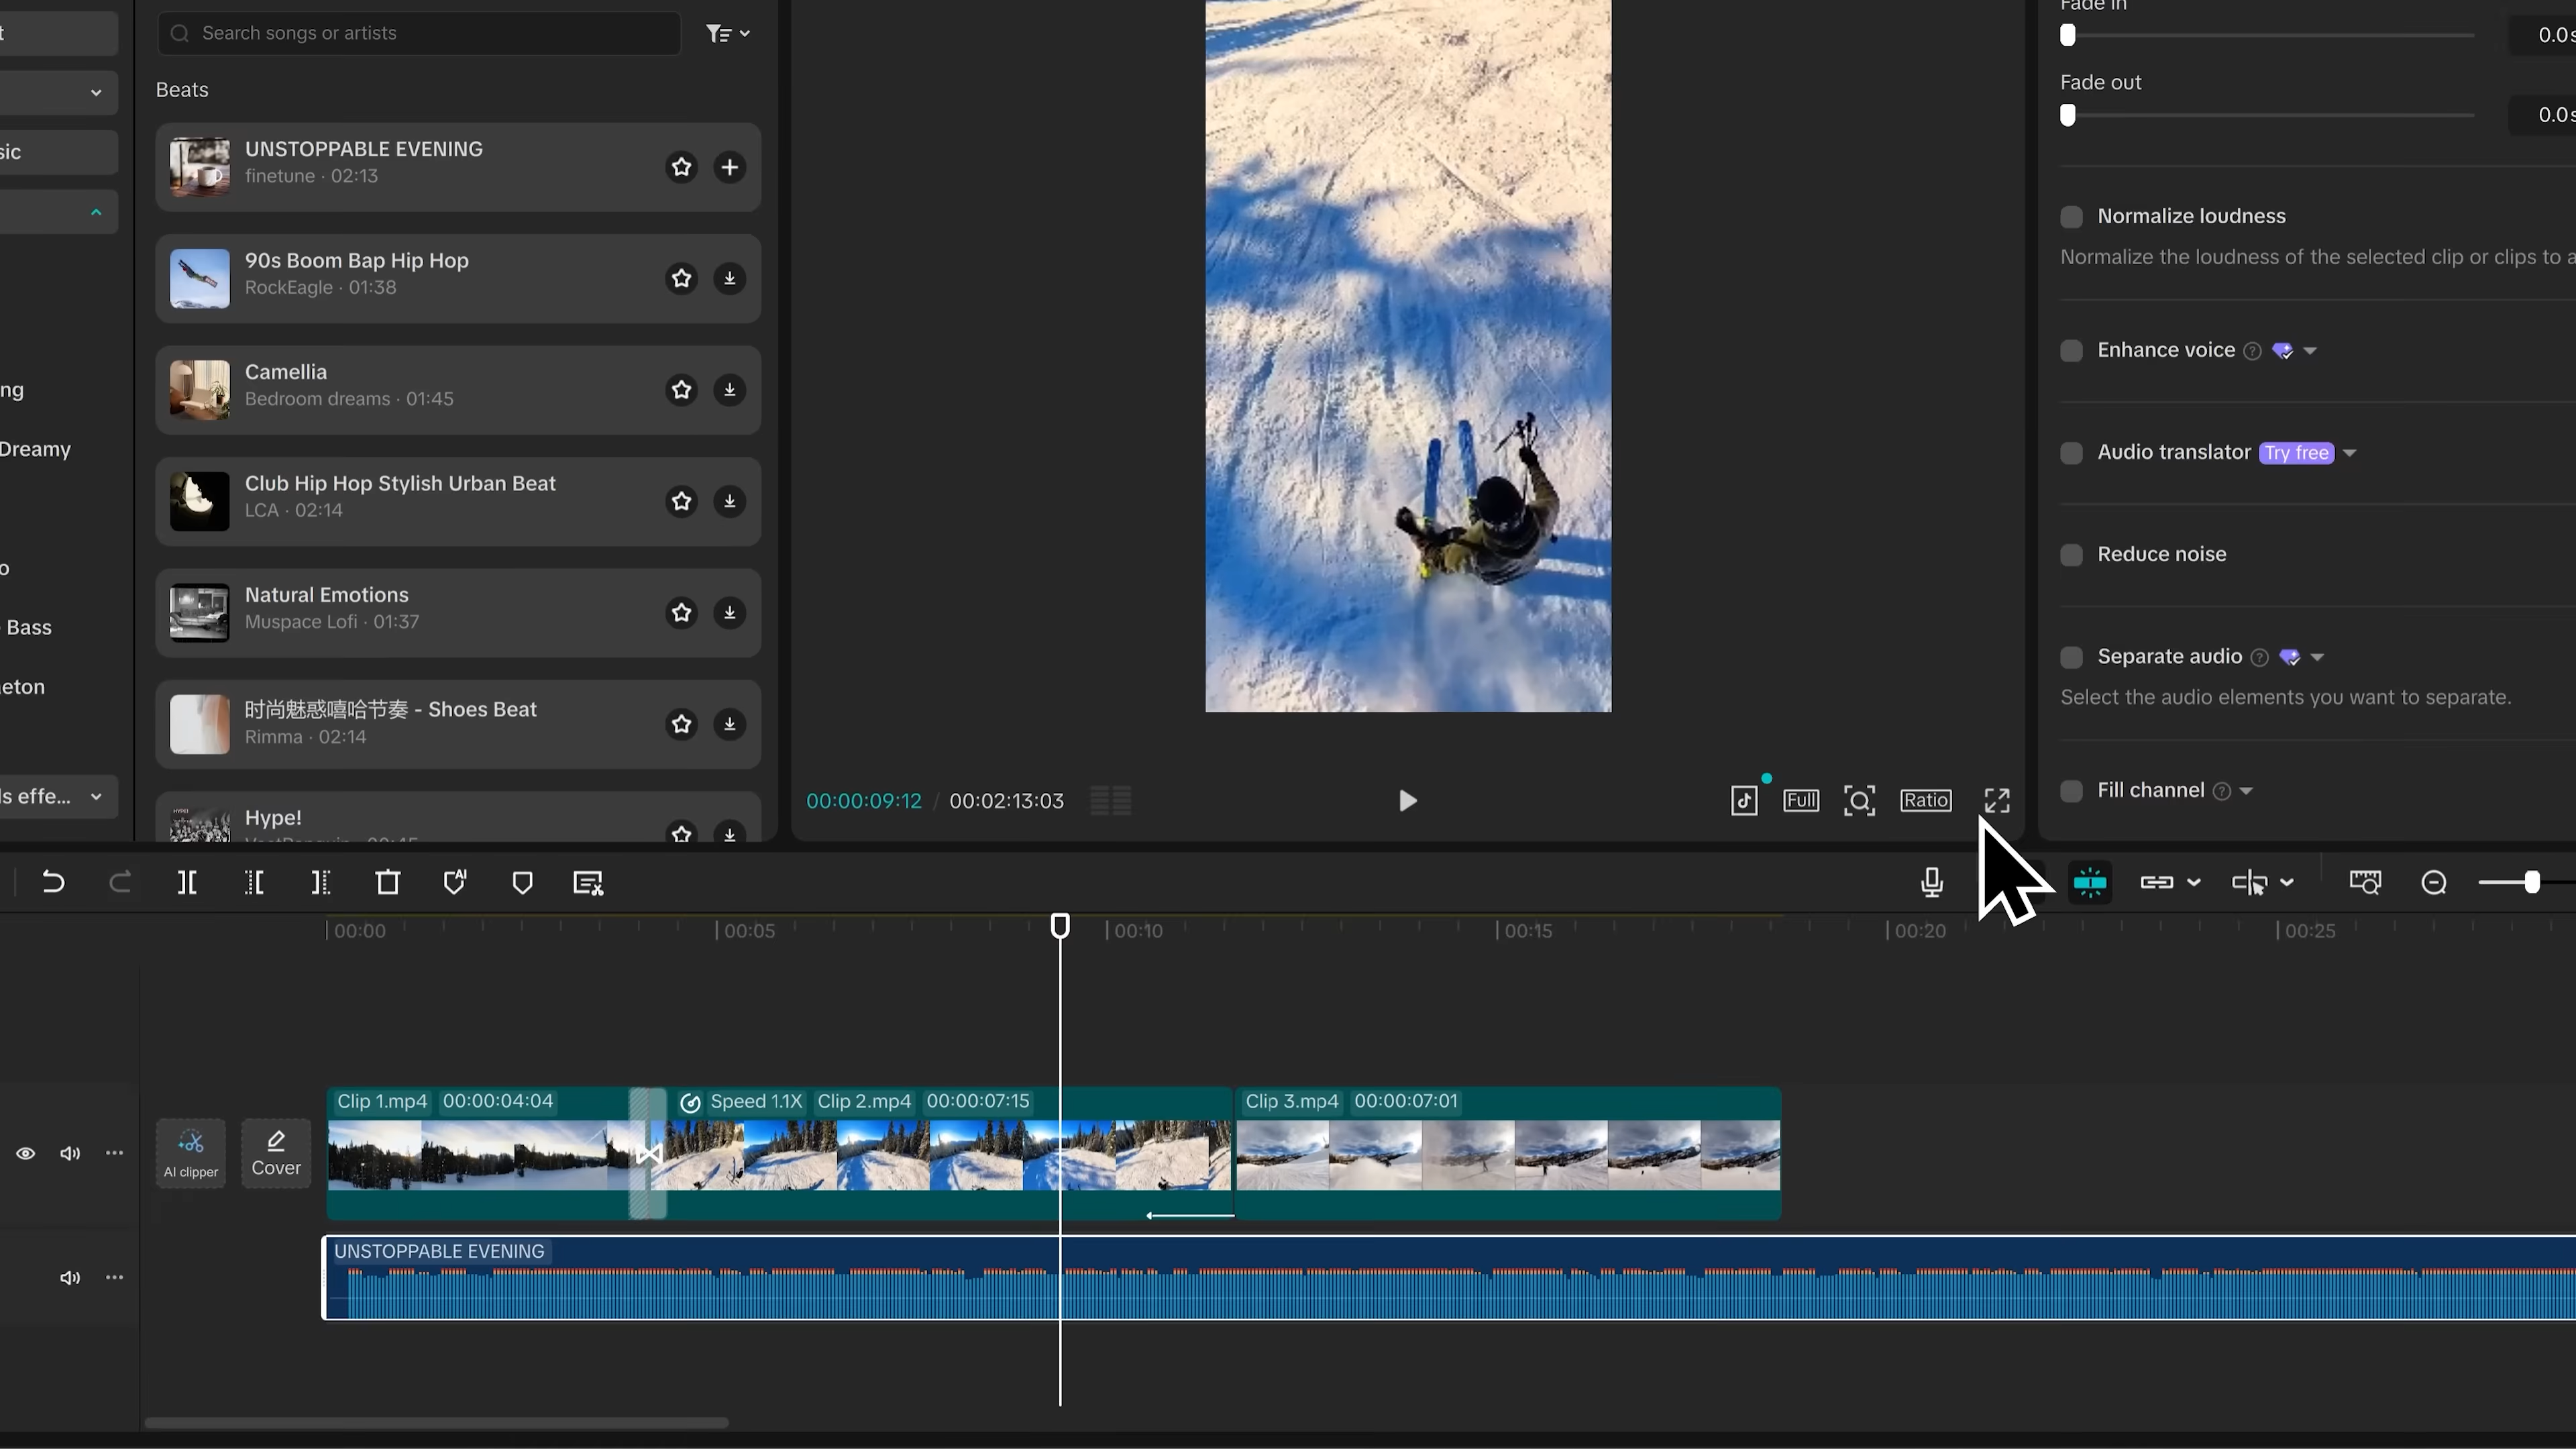 t
sic
ng
Dreamy
o
Bass
eton
ls effe...
Search songs or artists
Beats
UNSTOPPABLE EVENING
finetune · 02:13
90s Boom Bap Hip Hop
RockEagle · 01:38
Camellia
Bedroom dreams · 01:45
Club Hip Hop Stylish Urban Beat
LCA · 02:14
Natural Emotions
Muspace Lofi · 01:37
时尚魅惑嘻哈节奏 - Shoes Beat
Rimma · 02:14
Hype!
00:00:09:12 / 00:02:13:03
Full
Ratio
Fade in
0.0s
Fade out
0.0s
Normalize loudness
Normalize the loudness of the selected clip or clips to a
Enhance voice
Audio translator Try free
Reduce noise
Separate audio
Select the audio elements you want to separate.
Fill channel
AI
00:00 00:05 00:10 00:15 00:20 00:25
AI clipper
Cover
Clip 1.mp4 00:00:04:04
Speed 1.1X Clip 2.mp4 00:00:07:15
Clip 3.mp4 00:00:07:01
UNSTOPPABLE EVENING